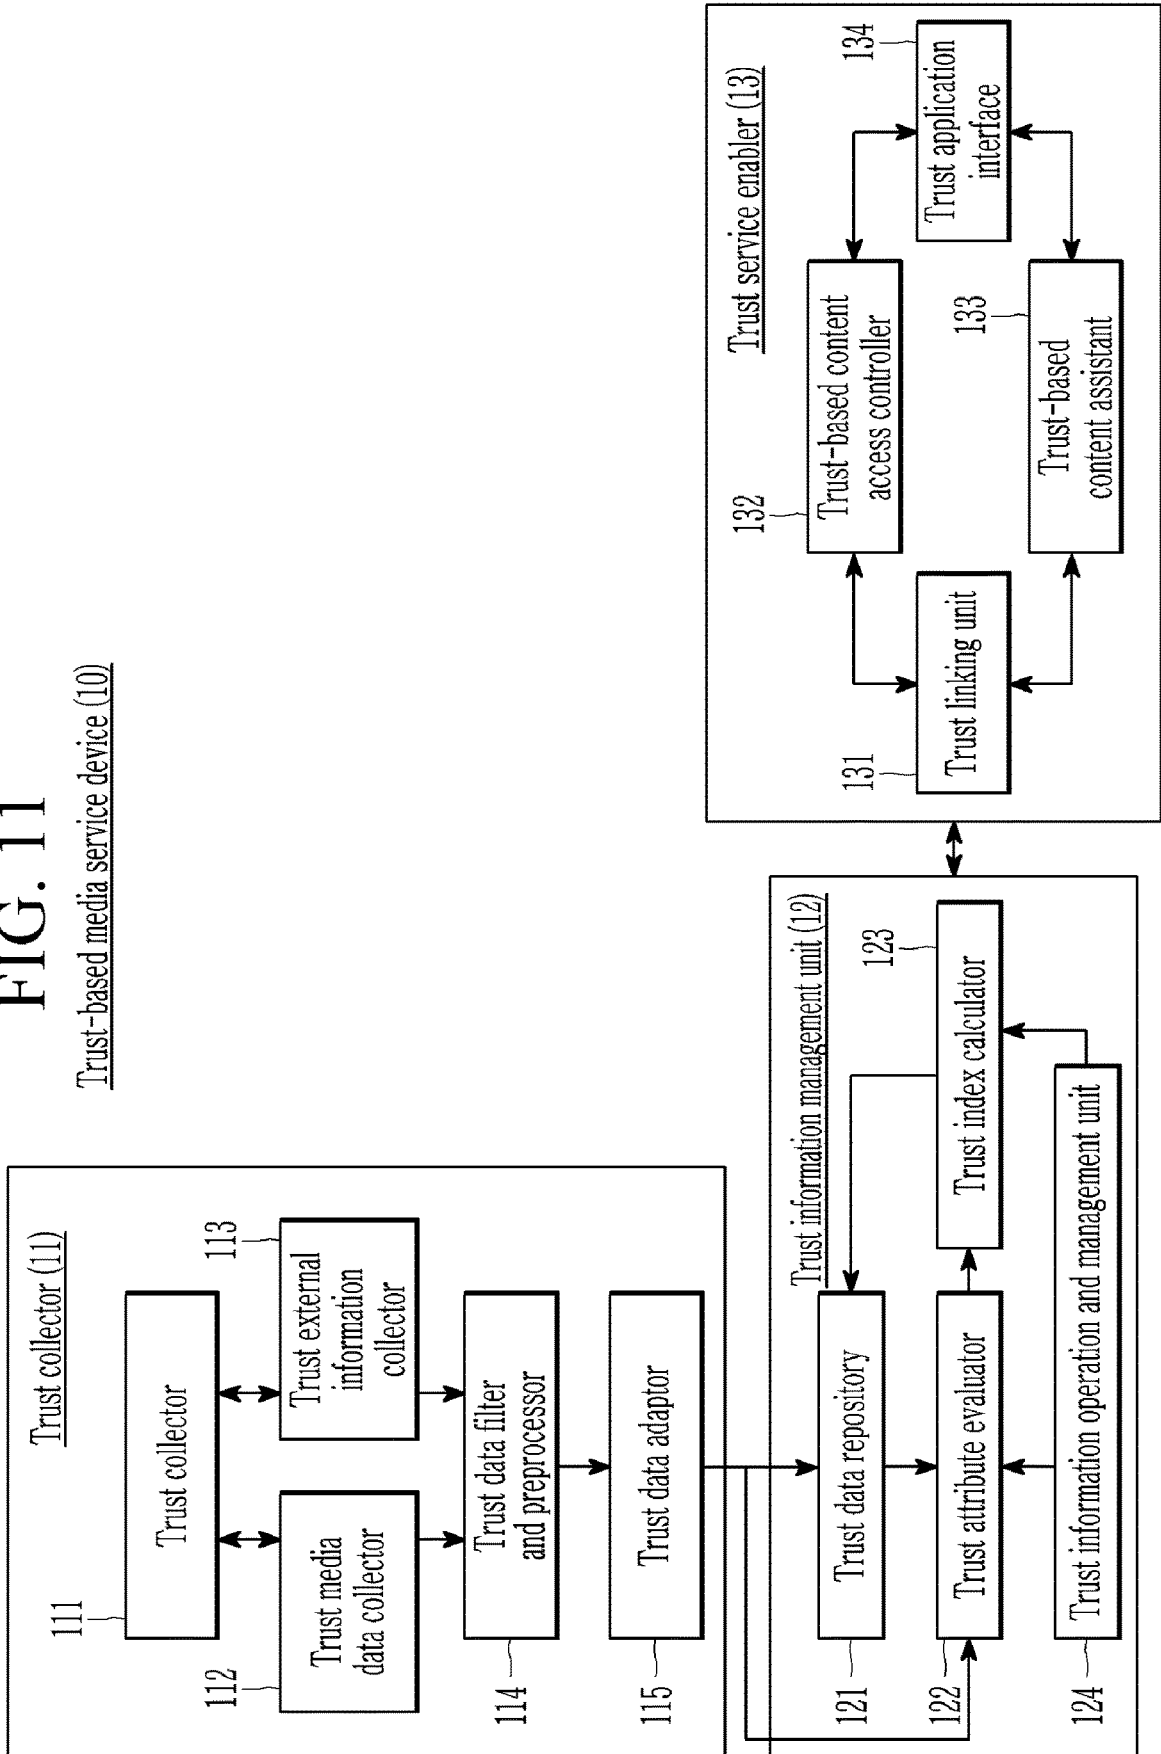 FIG. 11
Trust-based media service device (10)
Trust collector (11)
111
Trust collector
112
Trust media
data collector
113
Trust external
information
collector
114
Trust data filter
and preprocessor
115
Trust data adaptor
Trust information management unit (12)
121
Trust data repository
122
Trust attribute evaluator
123
Trust index calculator
124
Trust information operation and management unit
Trust service enabler (13)
131
Trust linking unit
132
Trust-based content
access controller
133
Trust-based
content assistant
134
Trust application
interface